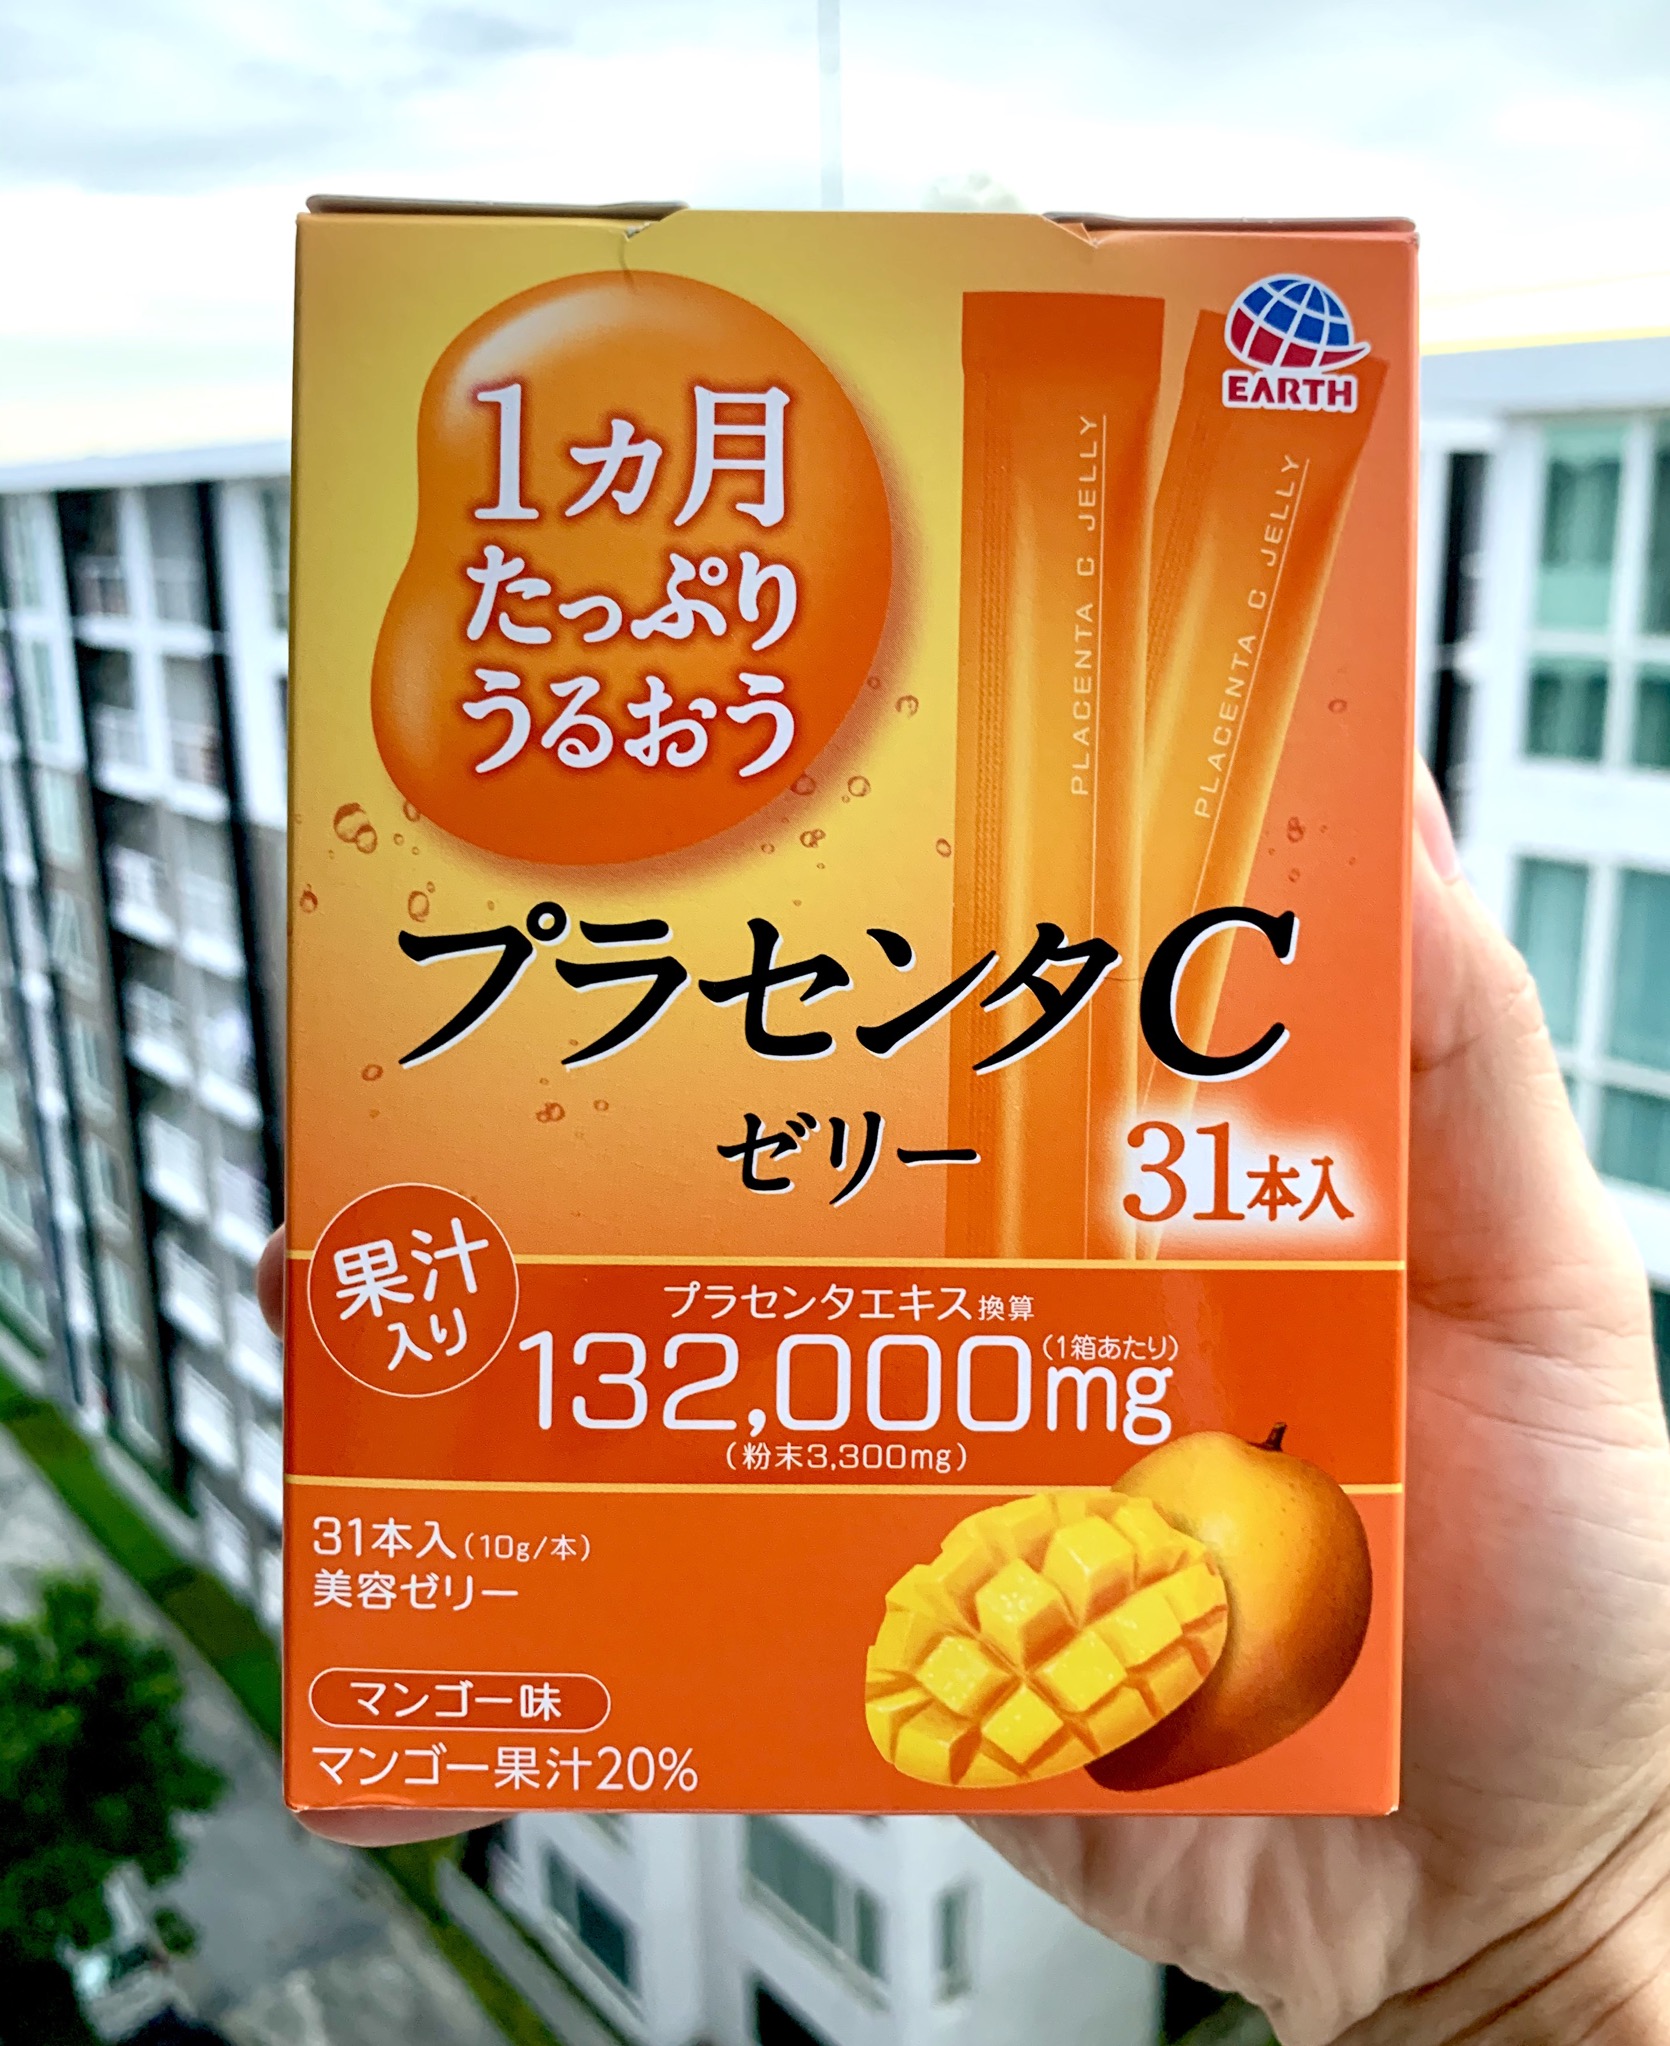 EARTH
1ヵ月
たっぷり
うるおう
PLACENTA C JELLY
PLACENTA C JELLY
プラセンタC
ゼリー
31本入
果汁
入り
プラセンタエキス換算
132,000mg(1箱あたり)
(粉末3,300mg)
31本入(10g/本)
美容ゼリー
マンゴー味
マンゴー果汁20%